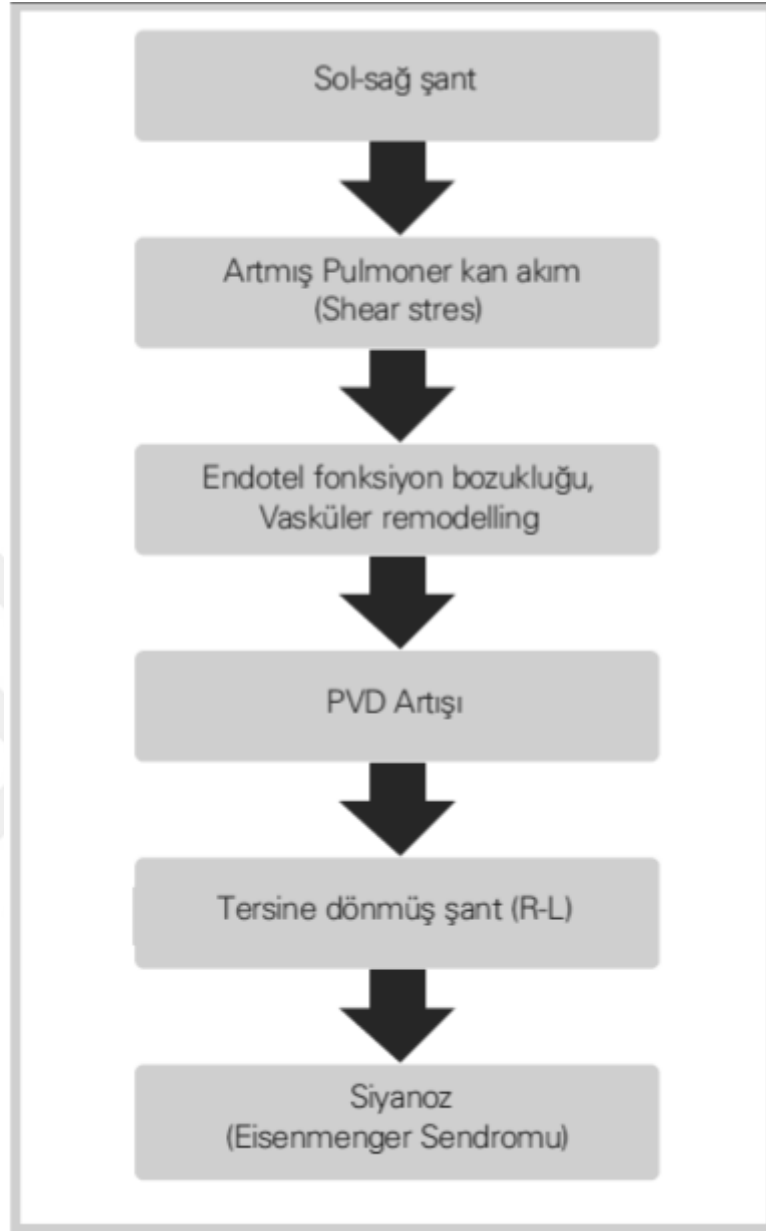 Sol-sağ şant
Artmış Pulmoner kan akım
(Shear stres)
Endotel fonksiyon bozukluğu,
Vasküler remodelling
PVD Artışı
Tersine dönmüş şant (R-L)
Siyanoz
(Eisenmenger Sendromu)